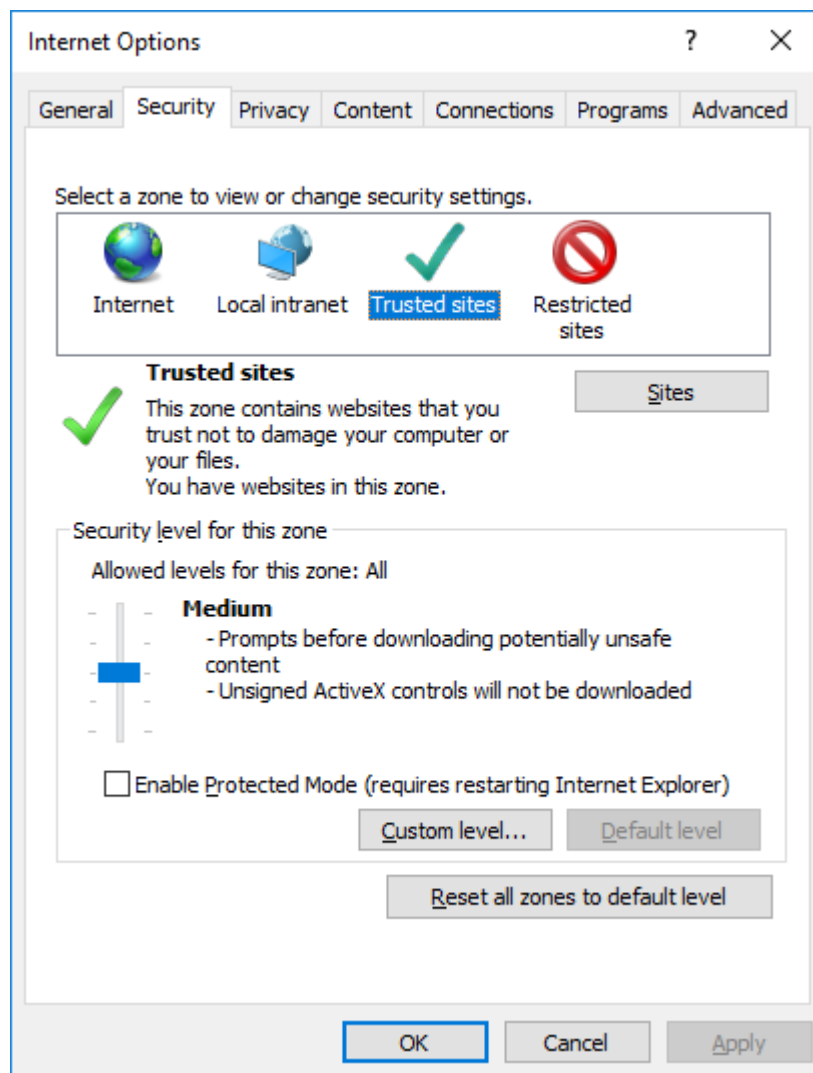 Internet Options
?
General Security Privacy Content Connections Programs Advanced
Select a zone to view or change security settings.
Internet
Local intranet
Trusted sites
Restricted
sites
Trusted sites
Sites
This zone contains websites that you
trust not to damage your computer or
your files.
You have websites in this zone.
Security level for this zone
Allowed levels for this zone: All
Medium
- Prompts before downloading potentially unsafe
content
- Unsigned ActiveX controls will not be downloaded
Enable Protected Mode (requires restarting Internet Explorer)
Custom level...
Default level
Reset all zones to default level
OK
Cancel
Apply